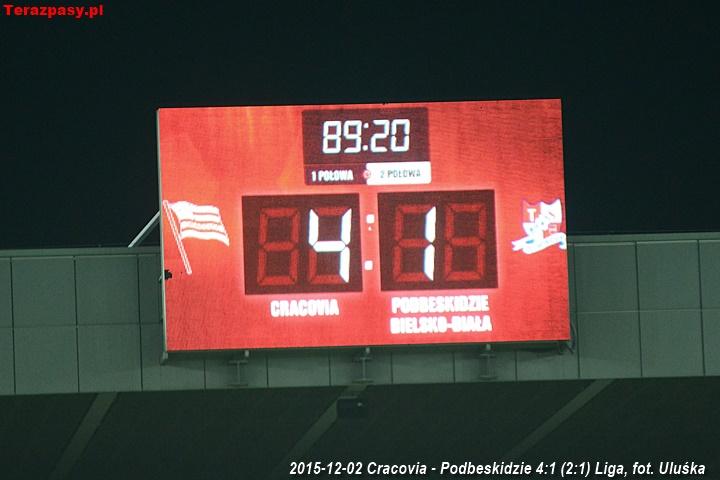 Terazpasy.pl
89:20
1 POŁOWA 2 POŁOWA
4:1
CRACOVIA
PODBESKIDZIE
BIELSKO-BIAŁA
2015-12-02 Cracovia - Podbeskidzie 4:1 (2:1) Liga, fot. Uluśka